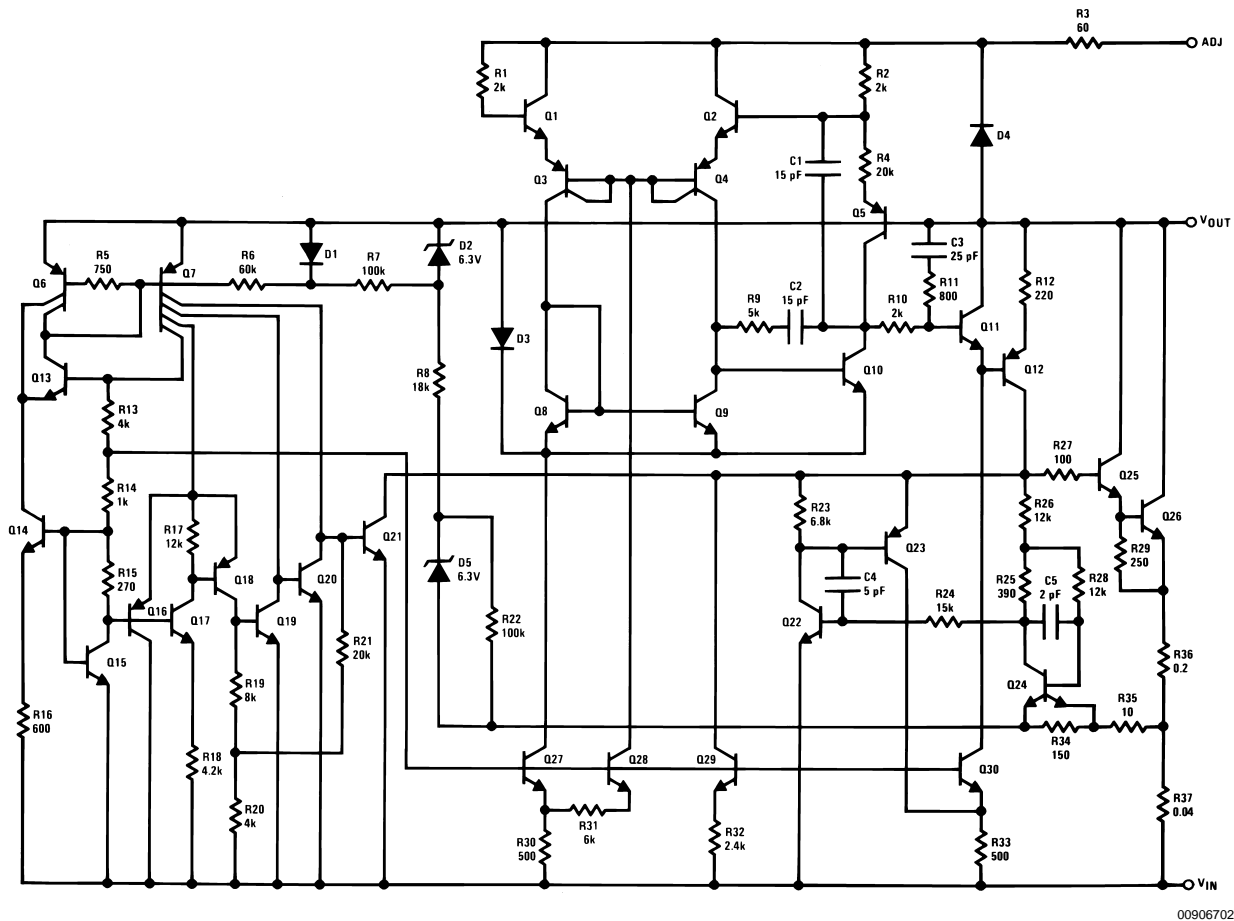 R3
60
ADJ
R1
2k
R2
2k
Q1
Q2
D4
C1
15 pF
R4
20k
Q3
Q4
Q5
VOUT
R5
750
Q7
R6
60k
D1
R7
100k
D2
6.3V
C3
25 pF
R12
220
Q6
R11
800
R9
5k
C2
15 pF
R10
2k
Q11
D3
Q13
R8
18k
Q10
Q12
Q8
Q9
R13
4k
R27
100
Q25
R14
1k
R23
6.8k
R26
12k
Q26
Q14
R17
12k
Q21
Q23
R29
250
R15
270
D5
6.3V
C4
5 pF
R25
390
C5
2 pF
R28
12k
Q18
Q20
R24
15k
Q16
Q17
Q19
Q22
R22
100k
R21
20k
Q15
R36
0.2
R19
8k
Q24
R35
10
R16
600
R34
150
R18
4.2k
Q27
Q28
Q29
Q30
R20
4k
R37
0.04
R31
6k
R30
500
R32
2.4k
R33
500
VIN
00906702